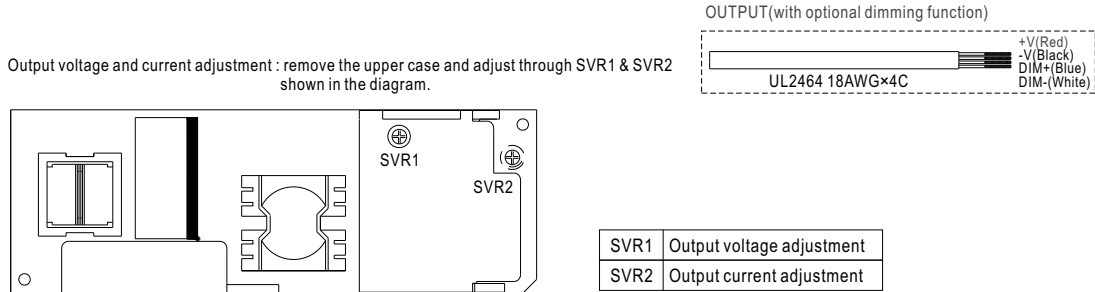 OUTPUT(with optional dimming function)
+V(Red)
-V(Black)
DIM+(Blue)
DIM-(White)
UL2464 18AWG×4C
Output voltage and current adjustment : remove the upper case and adjust through SVR1 & SVR2
shown in the diagram.
SVR1
SVR2
SVR1 Output voltage adjustment
SVR2 Output current adjustment